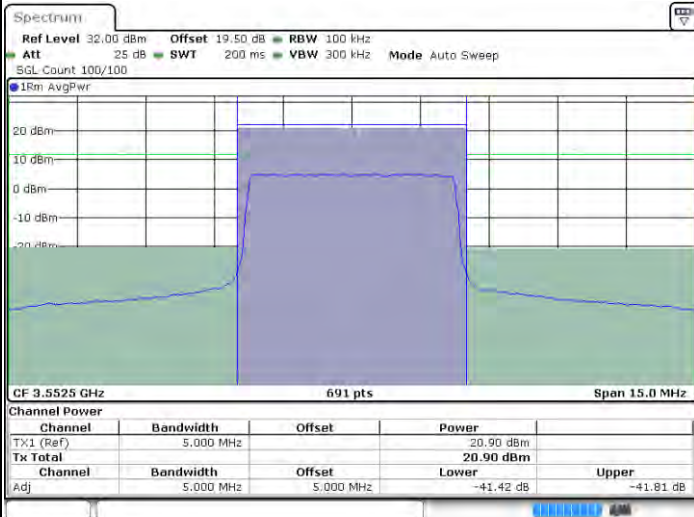 Spectrum
Ref Level 32.00 dBm Offset 19.50 dB RBW 100 kHz
Att 25 dB SWT 200 ms VBW 300 kHz Mode Auto Sweep
SGL Count 100/100
1Rm AvgPwr
20 dBm
10 dBm
0 dBm
-10 dBm
-20 dBm
CF 3.5525 GHz 691 pts Span 15.0 MHz
Channel Power
Channel Bandwidth Offset Power
TX1 (Ref) 5.000 MHz 20.90 dBm
Tx Total 20.90 dBm
Channel Bandwidth Offset Lower Upper
Adj 5.000 MHz 5.000 MHz -41.42 dB -41.81 dB